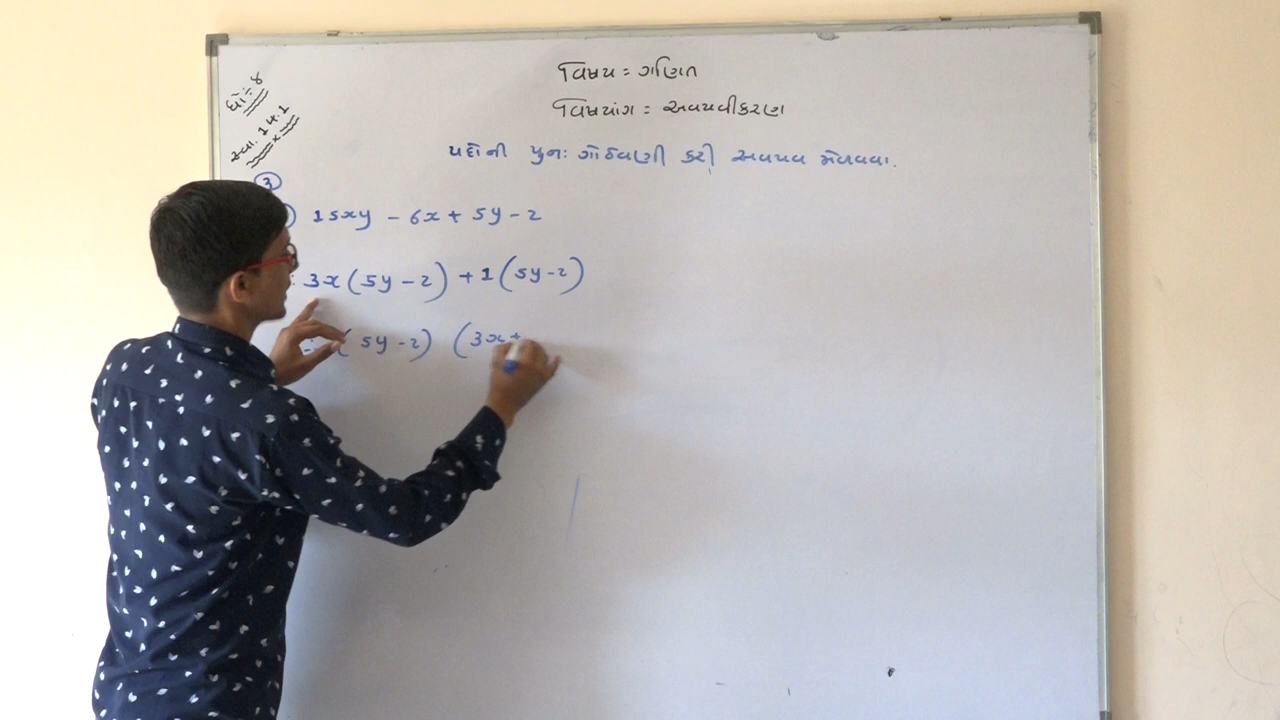 વિષય = ગણિત
વિષયાંગ = અવયવીકરણ
ધો ÷ ૪
સ્વા. 14.1
પદોની પુનઃ ગોઠવણી કરી અવયવ મેળવવા.
3
15xy - 6x + 5y - 2
3x(5y - 2) + 1(5y - 2)
(5y - 2) (3x +